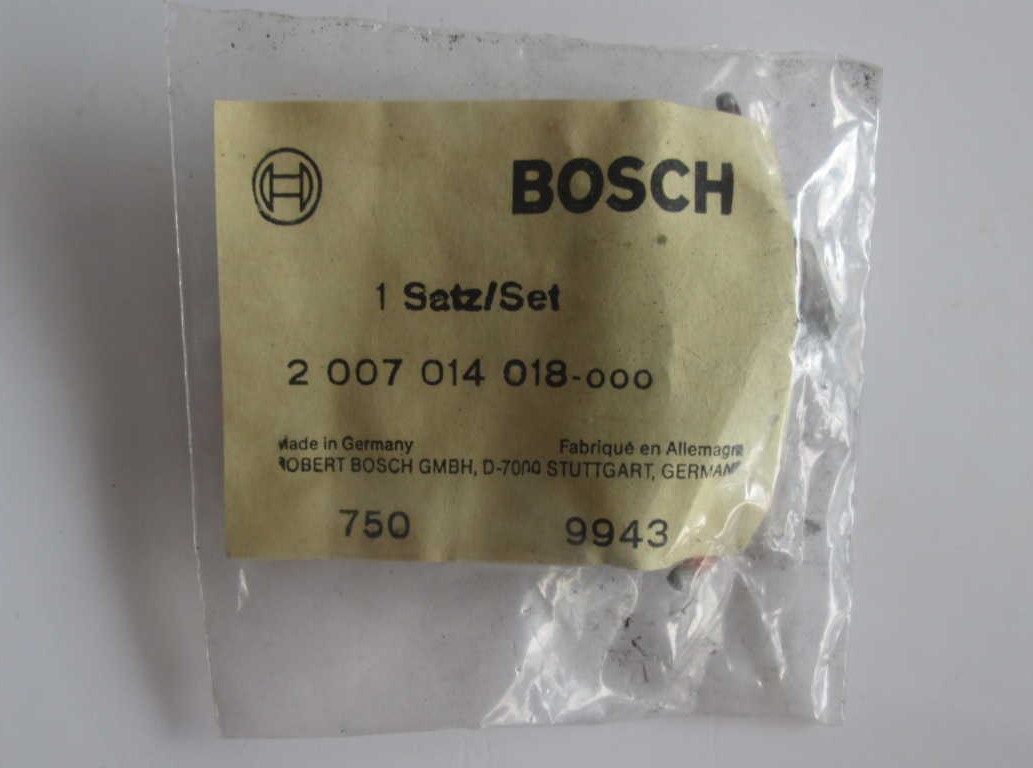 BOSCH
1 Satz/Set
2 007 014 018-000
Made in Germany Fabriqué en Allemagne
ROBERT BOSCH GMBH, D-7000 STUTTGART, GERMANY
750 9943